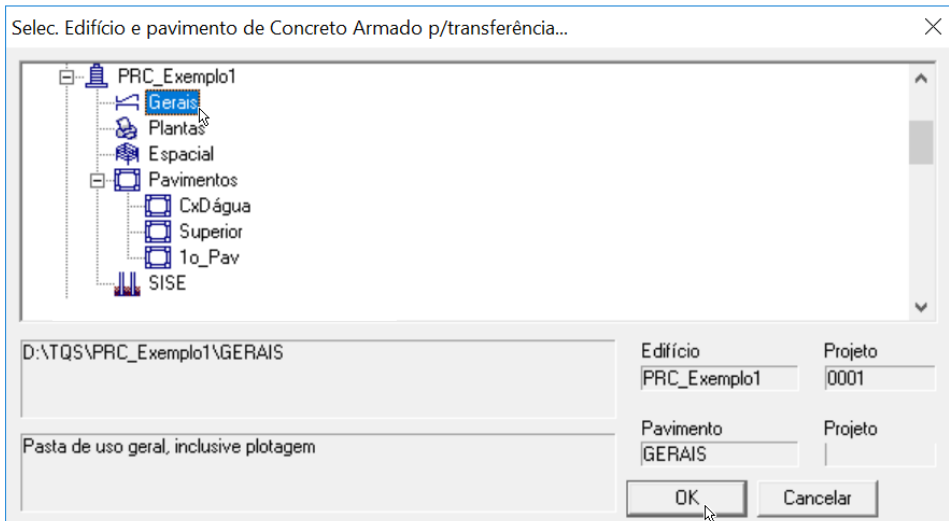 Selec. Edifício e pavimento de Concreto Armado p/transferência...
PRC_Exemplo1
Gerais
Plantas
Espacial
Pavimentos
CxDágua
Superior
1o_Pav
SISE
D:\TQS\PRC_Exemplo1\GERAIS
Edifício Projeto
PRC_Exemplo1 0001
Pavimento Projeto
GERAIS
Pasta de uso geral, inclusive plotagem
OK Cancelar